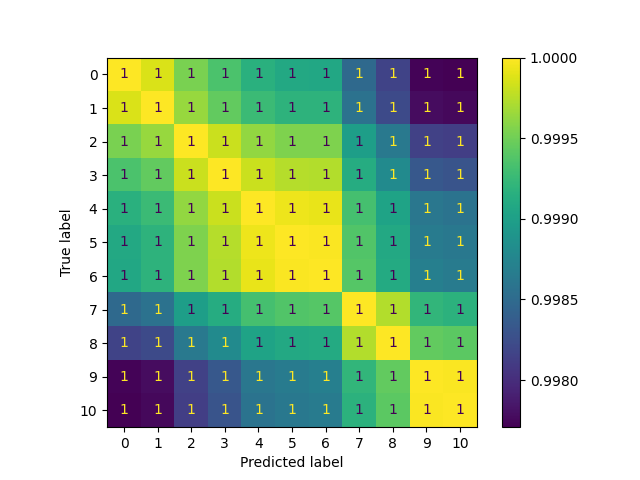 0 1 1 1 1 1 1 1 1 1 1 1 1.0000
1 1 1 1 1 1 1 1 1 1 1 1
2 1 1 1 1 1 1 1 1 1 1 1 0.9995
3 1 1 1 1 1 1 1 1 1 1 1
4 1 1 1 1 1 1 1 1 1 1 1 0.9990
True label
5 1 1 1 1 1 1 1 1 1 1 1
6 1 1 1 1 1 1 1 1 1 1 1
7 1 1 1 1 1 1 1 1 1 1 1 0.9985
8 1 1 1 1 1 1 1 1 1 1 1
9 1 1 1 1 1 1 1 1 1 1 1 0.9980
10 1 1 1 1 1 1 1 1 1 1 1
0 1 2 3 4 5 6 7 8 9 10
Predicted label